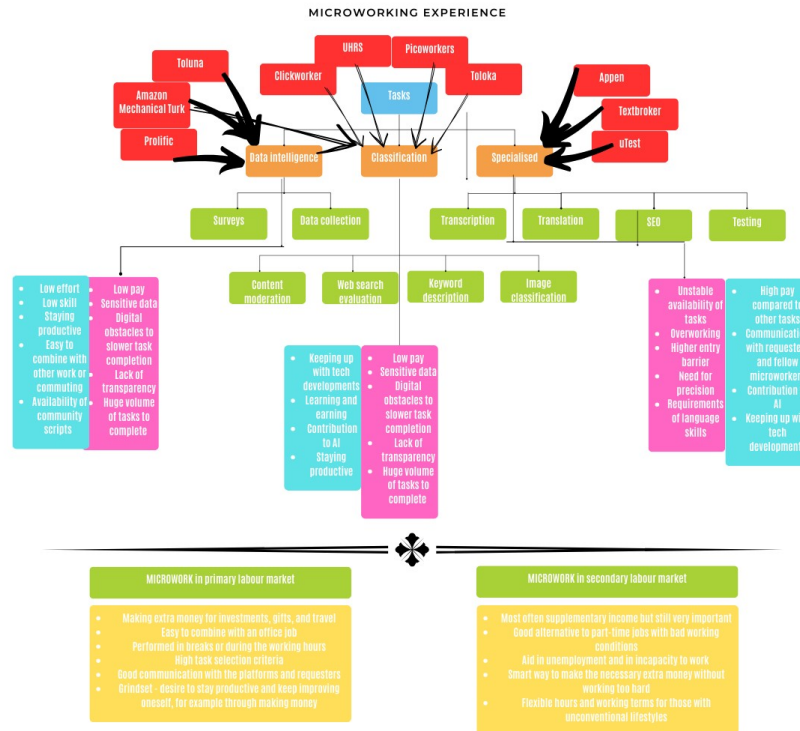 MICROWORKING EXPERIENCE
UHRS
Picoworkers
Toluna
Clickworker
Toloka
Appen
Amazon
Mechanical Turk
Tasks
Textbroker
Prolific
uTest
Data intelligence
Classification
Specialised
Surveys
Data collection
Transcription
Translation
SEO
Testing
Content
moderation
Web search
evaluation
Keyword
description
Image
classification
Low effort
Low skill
Staying
productive
Easy to
combine with
other work or
commuting
Availability of
community
scripts
Low pay
Sensitive data
Digital
obstacles to
slower task
completion
Lack of
transparency
Huge volume
of tasks to
complete
Keeping up
with tech
developments
Learning and
earning
Contribution
to AI
Staying
productive
Low pay
Sensitive data
Digital
obstacles to
slower task
completion
Lack of
transparency
Huge volume
of tasks to
complete
Unstable
availability of
tasks
Overworking
Higher entry
barrier
Need for
precision
Requirements
of language
skills
High pay
compared to
other tasks
Communicatio
with requeste
and fellow
microworker
Contribution
AI
Keeping up wi
tech
development
MICROWORK in primary labour market
Making extra money for investments, gifts, and travel
Easy to combine with an office job
Performed in breaks or during the working hours
High task selection criteria
Good communication with the platforms and requesters
Grindset - desire to stay productive and keep improving
oneself, for example through making money
MICROWORK in secondary labour market
Most often supplementary income but still very important
Good alternative to part-time jobs with bad working
conditions
Aid in unemployment and in incapacity to work
Smart way to make the necessary extra money without
working too hard
Flexible hours and working terms for those with
unconventional lifestyles